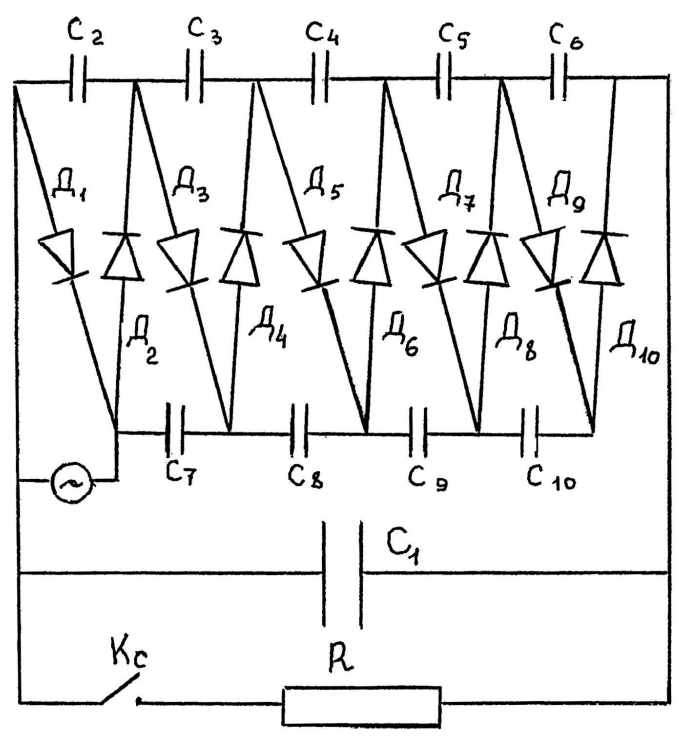 C₂ C₃ C₄ C₅ C₆
Д₁ Д₃ Д₅ Д₇ Д₉
Д₂ Д₄ Д₆ Д₈ Д₁₀
C₇ C₈ C₉ C₁₀
~
C₁
Kc R